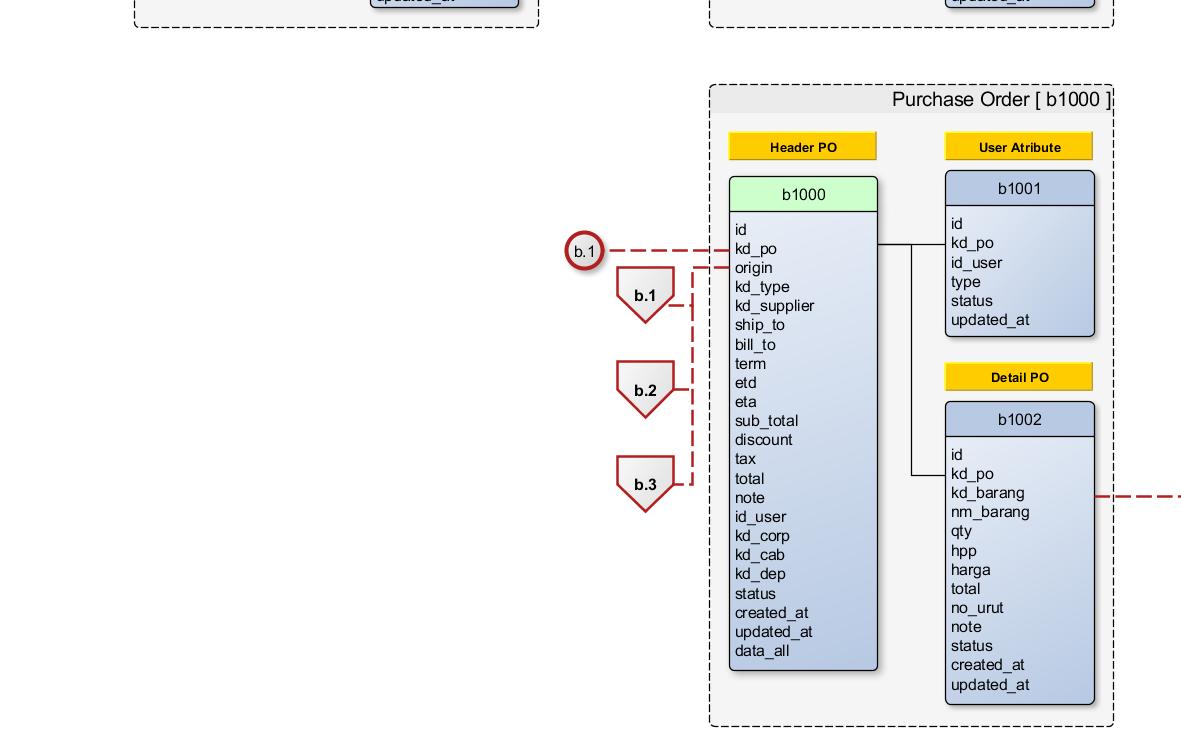 updated_at
updated_at
Purchase Order [ b1000 ]
Header PO
b1000
id
kd_po
origin
kd_type
kd_supplier
ship_to
bill_to
term
etd
eta
sub_total
discount
tax
total
note
id_user
kd_corp
kd_cab
kd_dep
status
created_at
updated_at
data_all
User Atribute
b1001
id
kd_po
id_user
type
status
updated_at
Detail PO
b1002
id
kd_po
kd_barang
nm_barang
qty
hpp
harga
total
no_urut
note
status
created_at
updated_at
b.1
b.1
b.2
b.3